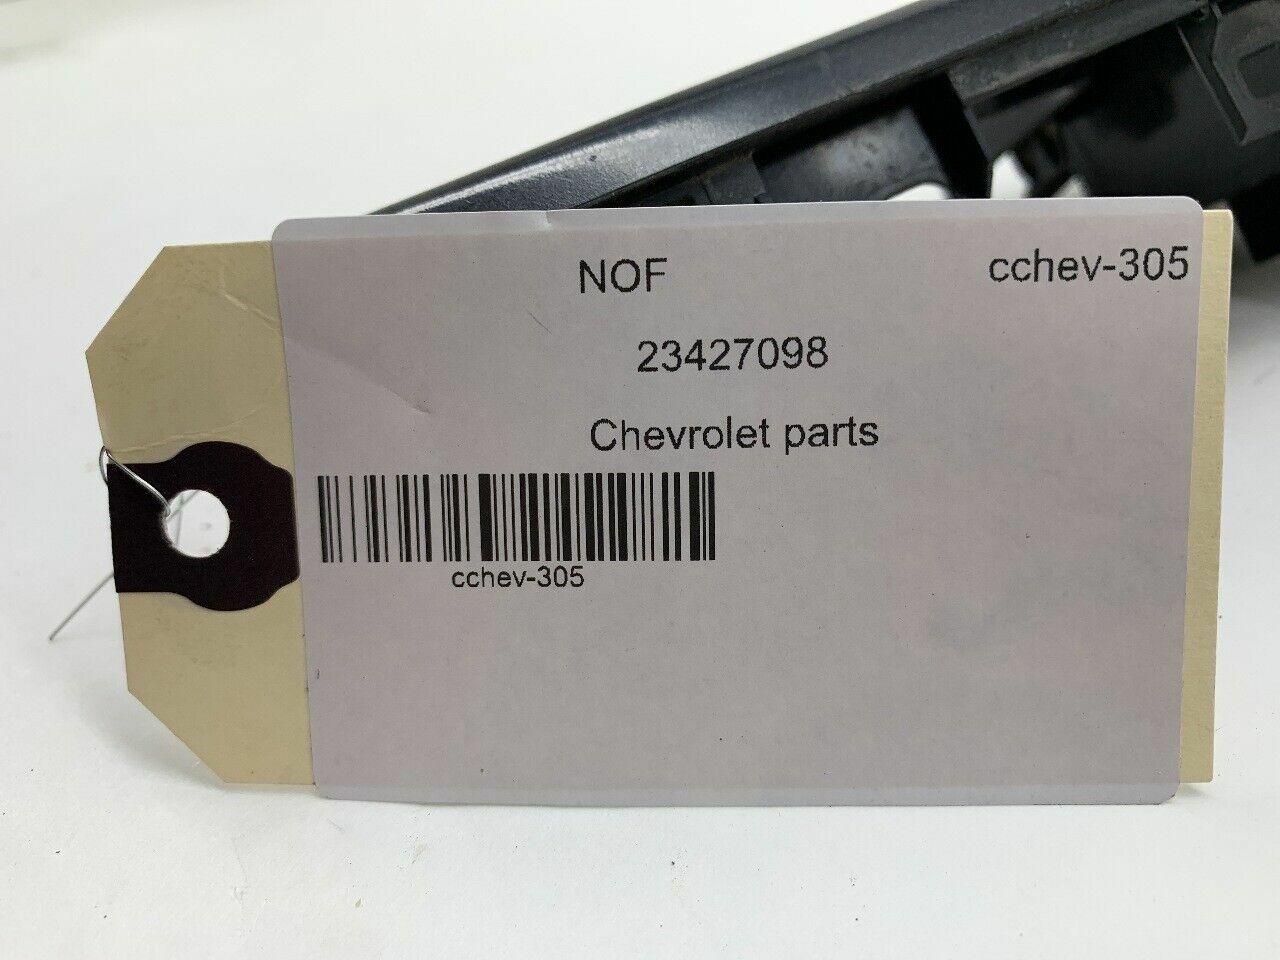 NOF cchev-305
23427098
Chevrolet parts
cchev-305